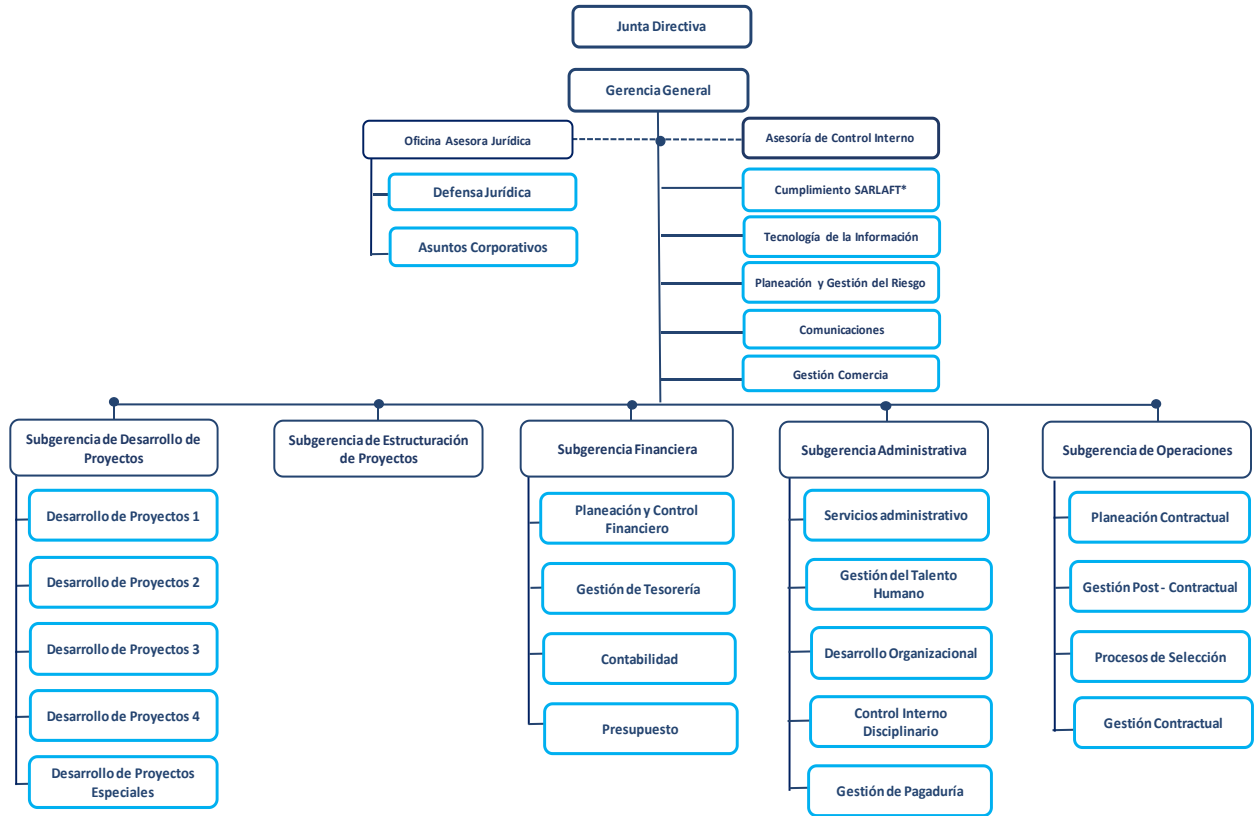 Junta Directiva
Gerencia General
Oficina Asesora Jurídica
Asesoría de Control Interno
Defensa Jurídica
Cumplimiento SARLAFT*
Asuntos Corporativos
Tecnología de la Información
Planeación y Gestión del Riesgo
Comunicaciones
Gestión Comercia
Subgerencia de Desarrollo de
Proyectos
Subgerencia de Estructuración
de Proyectos
Subgerencia Financiera
Subgerencia Administrativa
Subgerencia de Operaciones
Desarrollo de Proyectos 1
Desarrollo de Proyectos 2
Desarrollo de Proyectos 3
Desarrollo de Proyectos 4
Desarrollo de Proyectos
Especiales
Planeación y Control
Financiero
Gestión de Tesorería
Contabilidad
Presupuesto
Servicios administrativo
Gestión del Talento
Humano
Desarrollo Organizacional
Control Interno
Disciplinario
Gestión de Pagaduría
Planeación Contractual
Gestión Post - Contractual
Procesos de Selección
Gestión Contractual